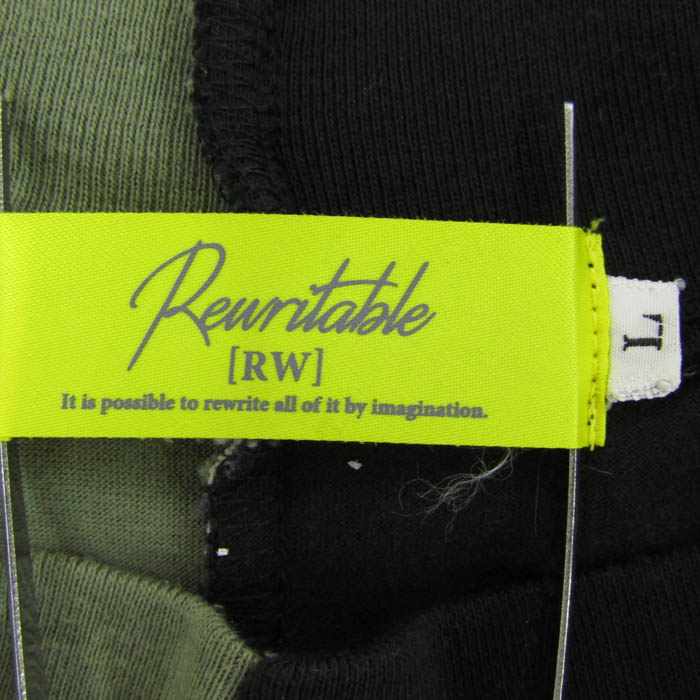 Rewritable
[RW]
It is possible to rewrite all of it by imagination.
L